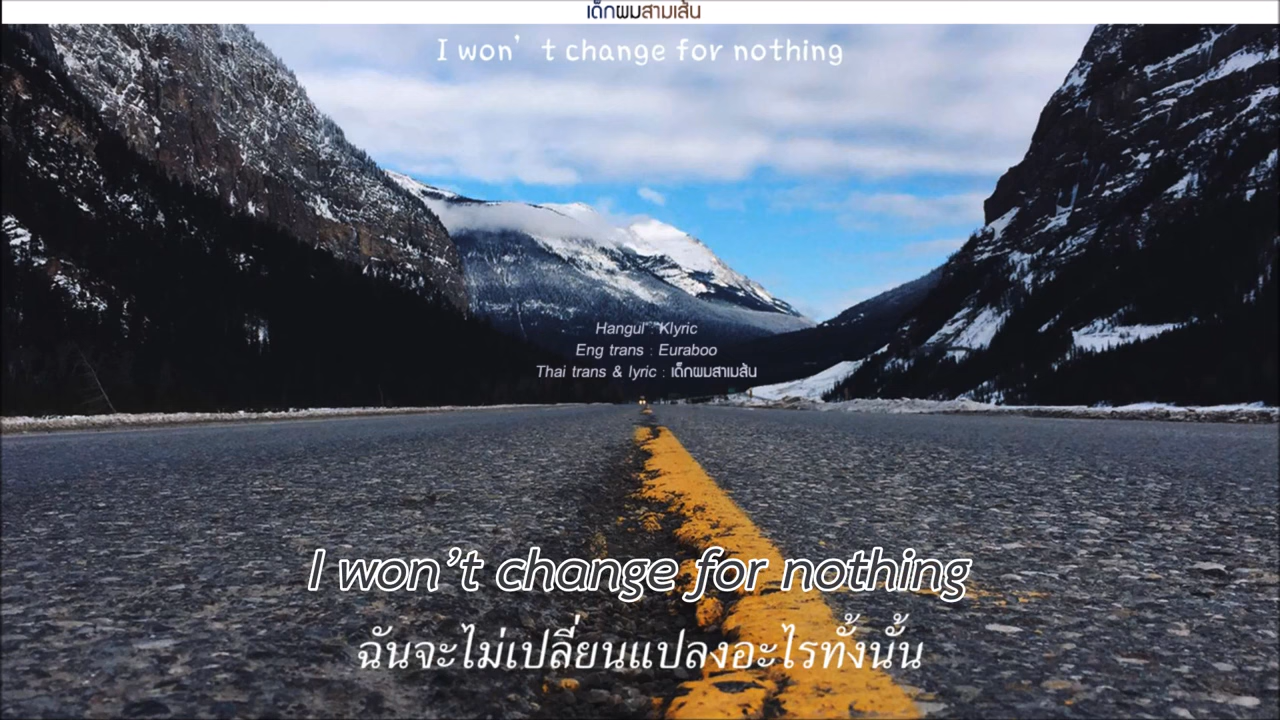 เด็กผมสามเส้น
I won’t change for nothing
Hangul : Klyric
Eng trans : Euraboo
Thai trans & lyric : เด็กผมสาเมส้น
I won’t change for nothing
ฉันจะไม่เปลี่ยนแปลงอะไรทั้งนั้น